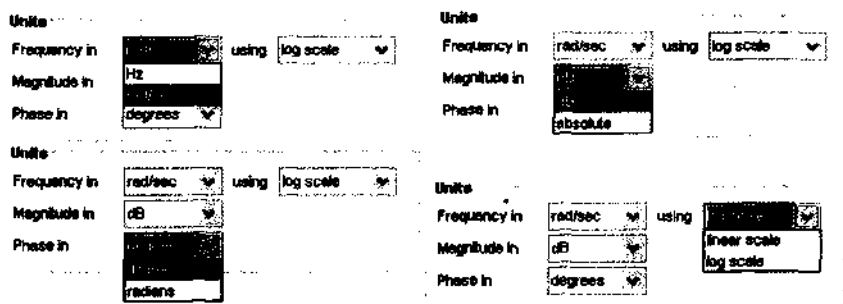 Units
Frequency in using log scale
Hz
Magnitude in
Phase in degrees
Units
Frequency in rad/sec using log scale
Magnitude in
Phase in
absolute
Units
Frequency in rad/sec using log scale
Magnitude in dB
Phase in
radians
Units
Frequency in rad/sec using
linear scale
Magnitude in dB
log scale
Phase in degrees